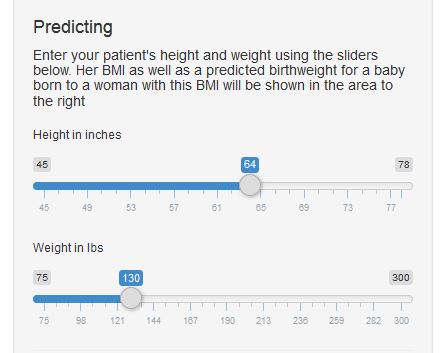 Predicting
Enter your patient's height and weight using the sliders
below. Her BMI as well as a predicted birthweight for a baby
born to a woman with this BMI will be shown in the area to
the right
Height in inches
45 64 78
45 49 53 57 61 65 69 73 77
Weight in lbs
75 130 300
75 98 121 144 167 190 213 236 259 282 300